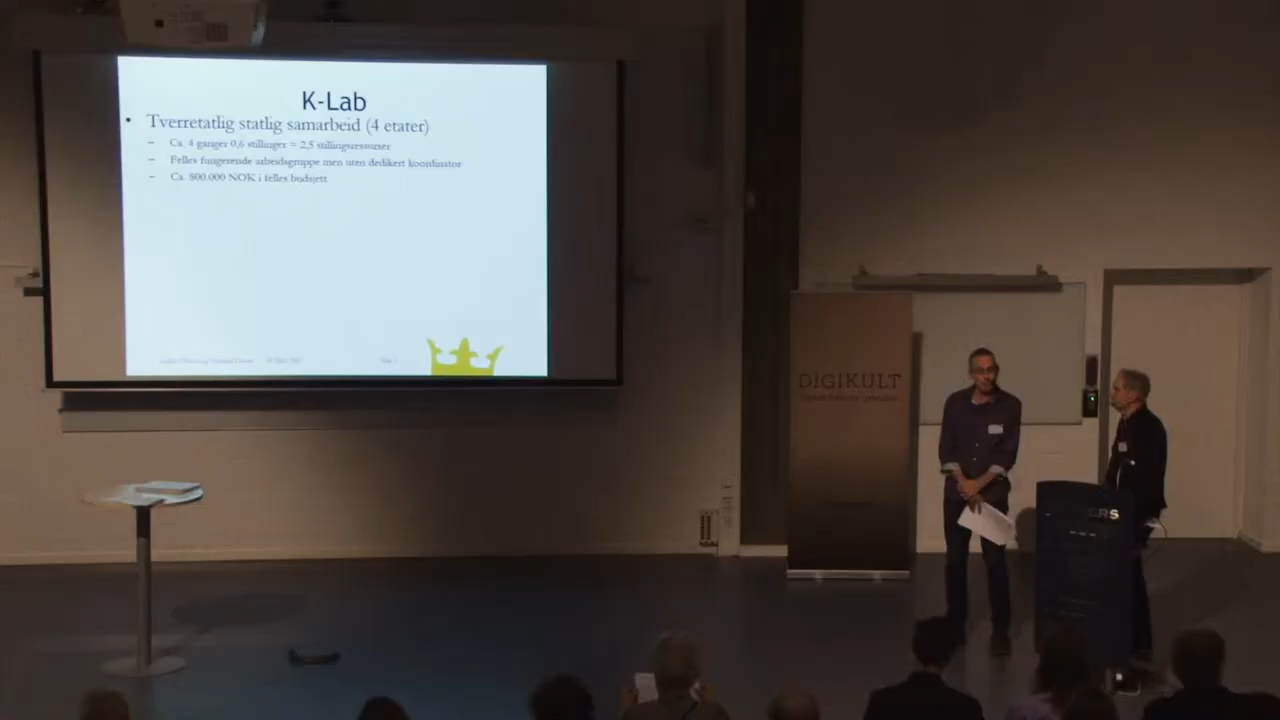 K-Lab
• Tverretatlig statlig samarbeid (4 etater)
– Ca. 4 ganger 0,6 stillinger = 2,5 stillingsressurser
– Felles fungerende arbeidsgruppe men uten dedikert koordinator
– Ca. 800.000 NOK i felles budsjett
DIGIKULT
ERS